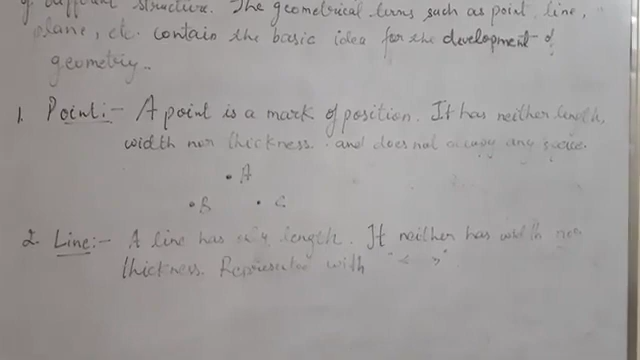 of different structure. The geometrical terms such as point, line,
plane, etc. contain the basic idea for the development of
geometriy.
1. Point:- A point is a mark of position. It has neither length,
width nor thickness. and does not occupy any space.
• A
• B • C
2. Line:- A line has only length. It neither has width nor
thickness. Represented with "< >"